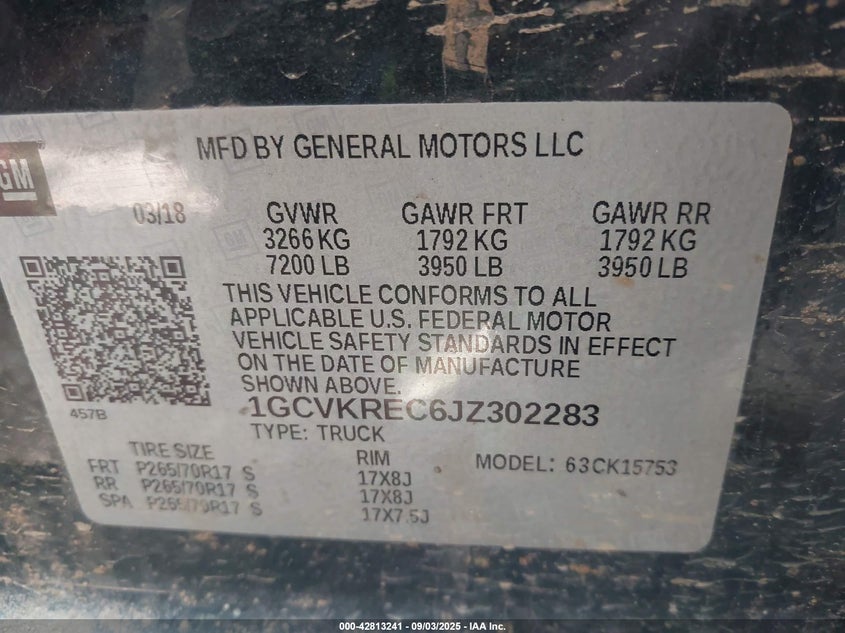 MFD BY GENERAL MOTORS LLC
GM
03/18 GVWR GAWR FRT GAWR RR
3266 KG 1792 KG 1792 KG
7200 LB 3950 LB 3950 LB
THIS VEHICLE CONFORMS TO ALL
APPLICABLE U.S. FEDERAL MOTOR
VEHICLE SAFETY STANDARDS IN EFFECT
ON THE DATE OF MANUFACTURE
SHOWN ABOVE.
457B
1GCVKREC6JZ302283
TYPE: TRUCK
TIRE SIZE RIM MODEL: 63CK15753
FRT P265/70R17 S 17X8J
RR P265/70R17 S 17X8J
SPA P265/70R17 S 17X7.5J
000-42813241 - 09/03/2025 - IAA Inc.